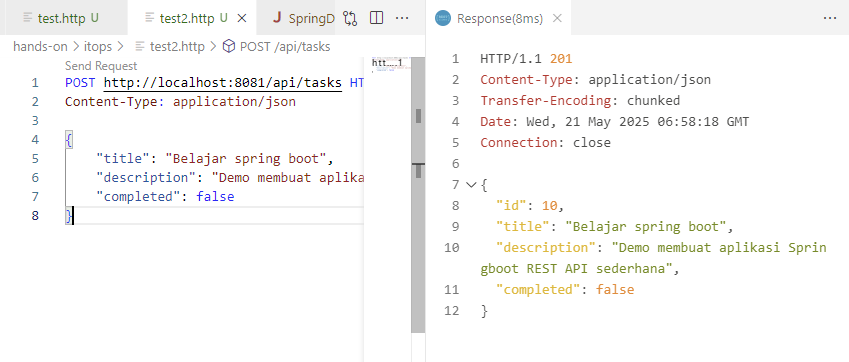 test.http U
test2.http U
SpringD
hands-on > itops > test2.http > POST /api/tasks
Send Request
1 POST http://localhost:8081/api/tasks HT
2 Content-Type: application/json
3
4 {
5 "title": "Belajar spring boot",
6 "description": "Demo membuat aplika
7 "completed": false
8 }
Response(8ms)
1 HTTP/1.1 201
2 Content-Type: application/json
3 Transfer-Encoding: chunked
4 Date: Wed, 21 May 2025 06:58:18 GMT
5 Connection: close
6
7 {
8 "id": 10,
9 "title": "Belajar spring boot",
10 "description": "Demo membuat aplikasi Sprin
gboot REST API sederhana",
11 "completed": false
12 }